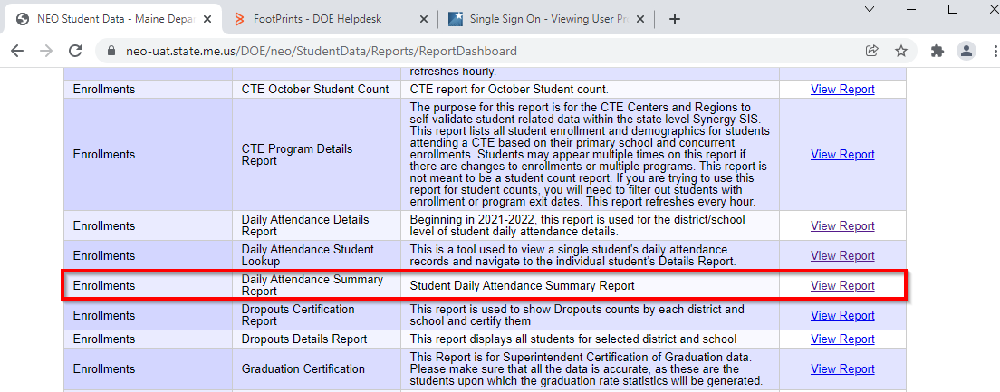 NEO Student Data - Maine Depa
FootPrints - DOE Helpdesk
Single Sign On - Viewing User Pr
neo-uat.state.me.us/DOE/neo/StudentData/Reports/ReportDashboard
refreshes hourly.
Enrollments
CTE October Student Count
CTE report for October Student count.
View Report
Enrollments
CTE Program Details
Report
The purpose for this report is for the CTE Centers and Regions to
self-validate student related data within the state level Synergy SIS.
This report lists all student enrollment and demographics for students
attending a CTE based on their primary school and concurrent
enrollments. Students may appear multiple times on this report if
there are changes to enrollments or multiple programs. This report is
not meant to be a student count report. If you are trying to use this
report for student counts, you will need to filter out students with
enrollment or program exit dates. This report refreshes every hour.
View Report
Enrollments
Daily Attendance Details
Report
Beginning in 2021-2022, this report is used for the district/school
level of student daily attendance details.
View Report
Enrollments
Daily Attendance Student
Lookup
This is a tool used to view a single student's daily attendance
records and navigate to the individual student's Details Report.
View Report
Enrollments
Daily Attendance Summary
Report
Student Daily Attendance Summary Report
View Report
Enrollments
Dropouts Certification
Report
This report is used to show Dropouts counts by each district and
school and certify them
View Report
Enrollments
Dropouts Details Report
This report displays all students for selected district and school
View Report
Enrollments
Graduation Certification
This Report is for Superintendent Certification of Graduation data.
Please make sure that all the data is accurate, as these are the
students upon which the graduation rate statistics will be generated.
View Report